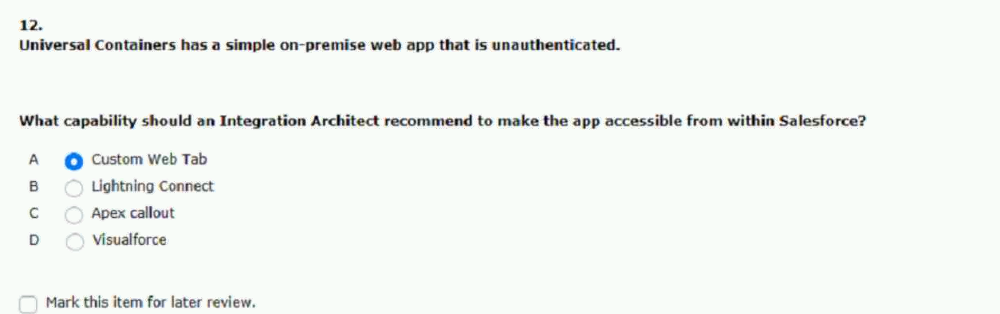 12.
Universal Containers has a simple on-premise web app that is unauthenticated.
What capability should an Integration Architect recommend to make the app accessible from within Salesforce?
A Custom Web Tab
B Lightning Connect
C Apex callout
D Visualforce
Mark this item for later review.